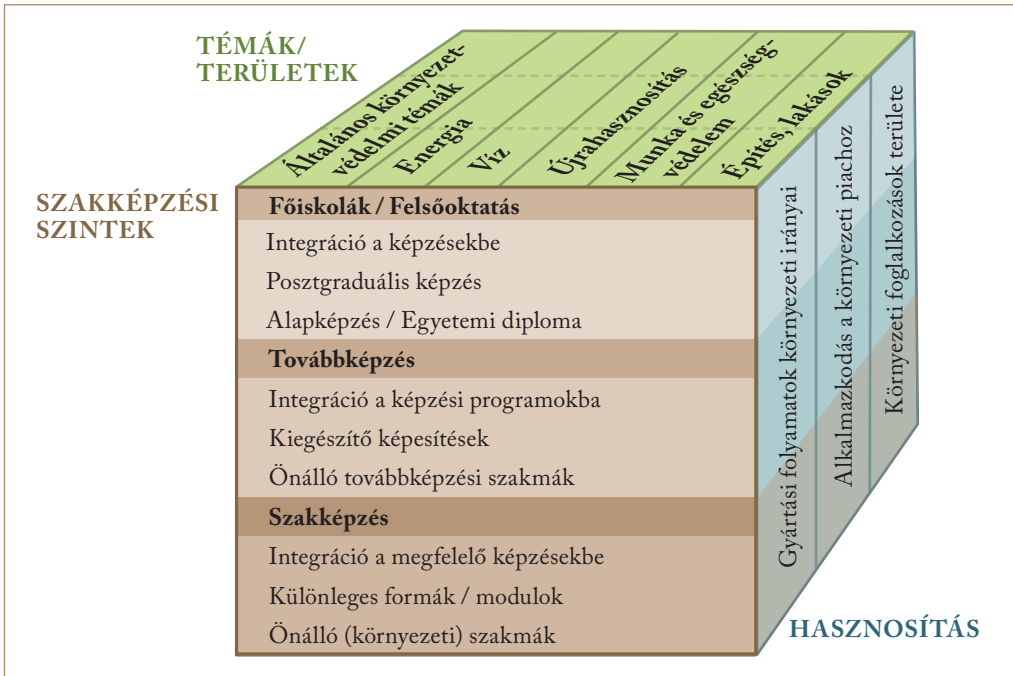 TÉMÁK/
TERÜLETEK
Általános környezet-
védelmi témák
Energia
Víz
Újrahasznosítás
Munka és egészség-
védelem
Építés, lakások
SZAKKÉPZÉSI
SZINTEK
Főiskolák / Felsőoktatás
Integráció a képzésekbe
Posztgraduális képzés
Alapképzés / Egyetemi diploma
Továbbképzés
Integráció a képzési programokba
Kiegészítő képesítések
Önálló továbbképzési szakmák
Szakképzés
Integráció a megfelelő képzésekbe
Különleges formák / modulok
Önálló (környezeti) szakmák
Gyártási folyamatok környezeti irányai
Alkalmazkodás a környezeti piachoz
Környezeti foglalkozások területe
HASZNOSÍTÁS